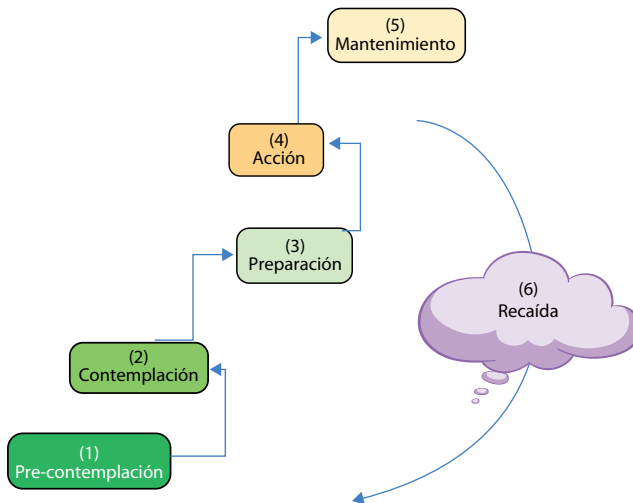 (5)
Mantenimiento
(4)
Acción
(3)
Preparación
(6)
Recaída
(2)
Contemplación
(1)
Pre-contemplación